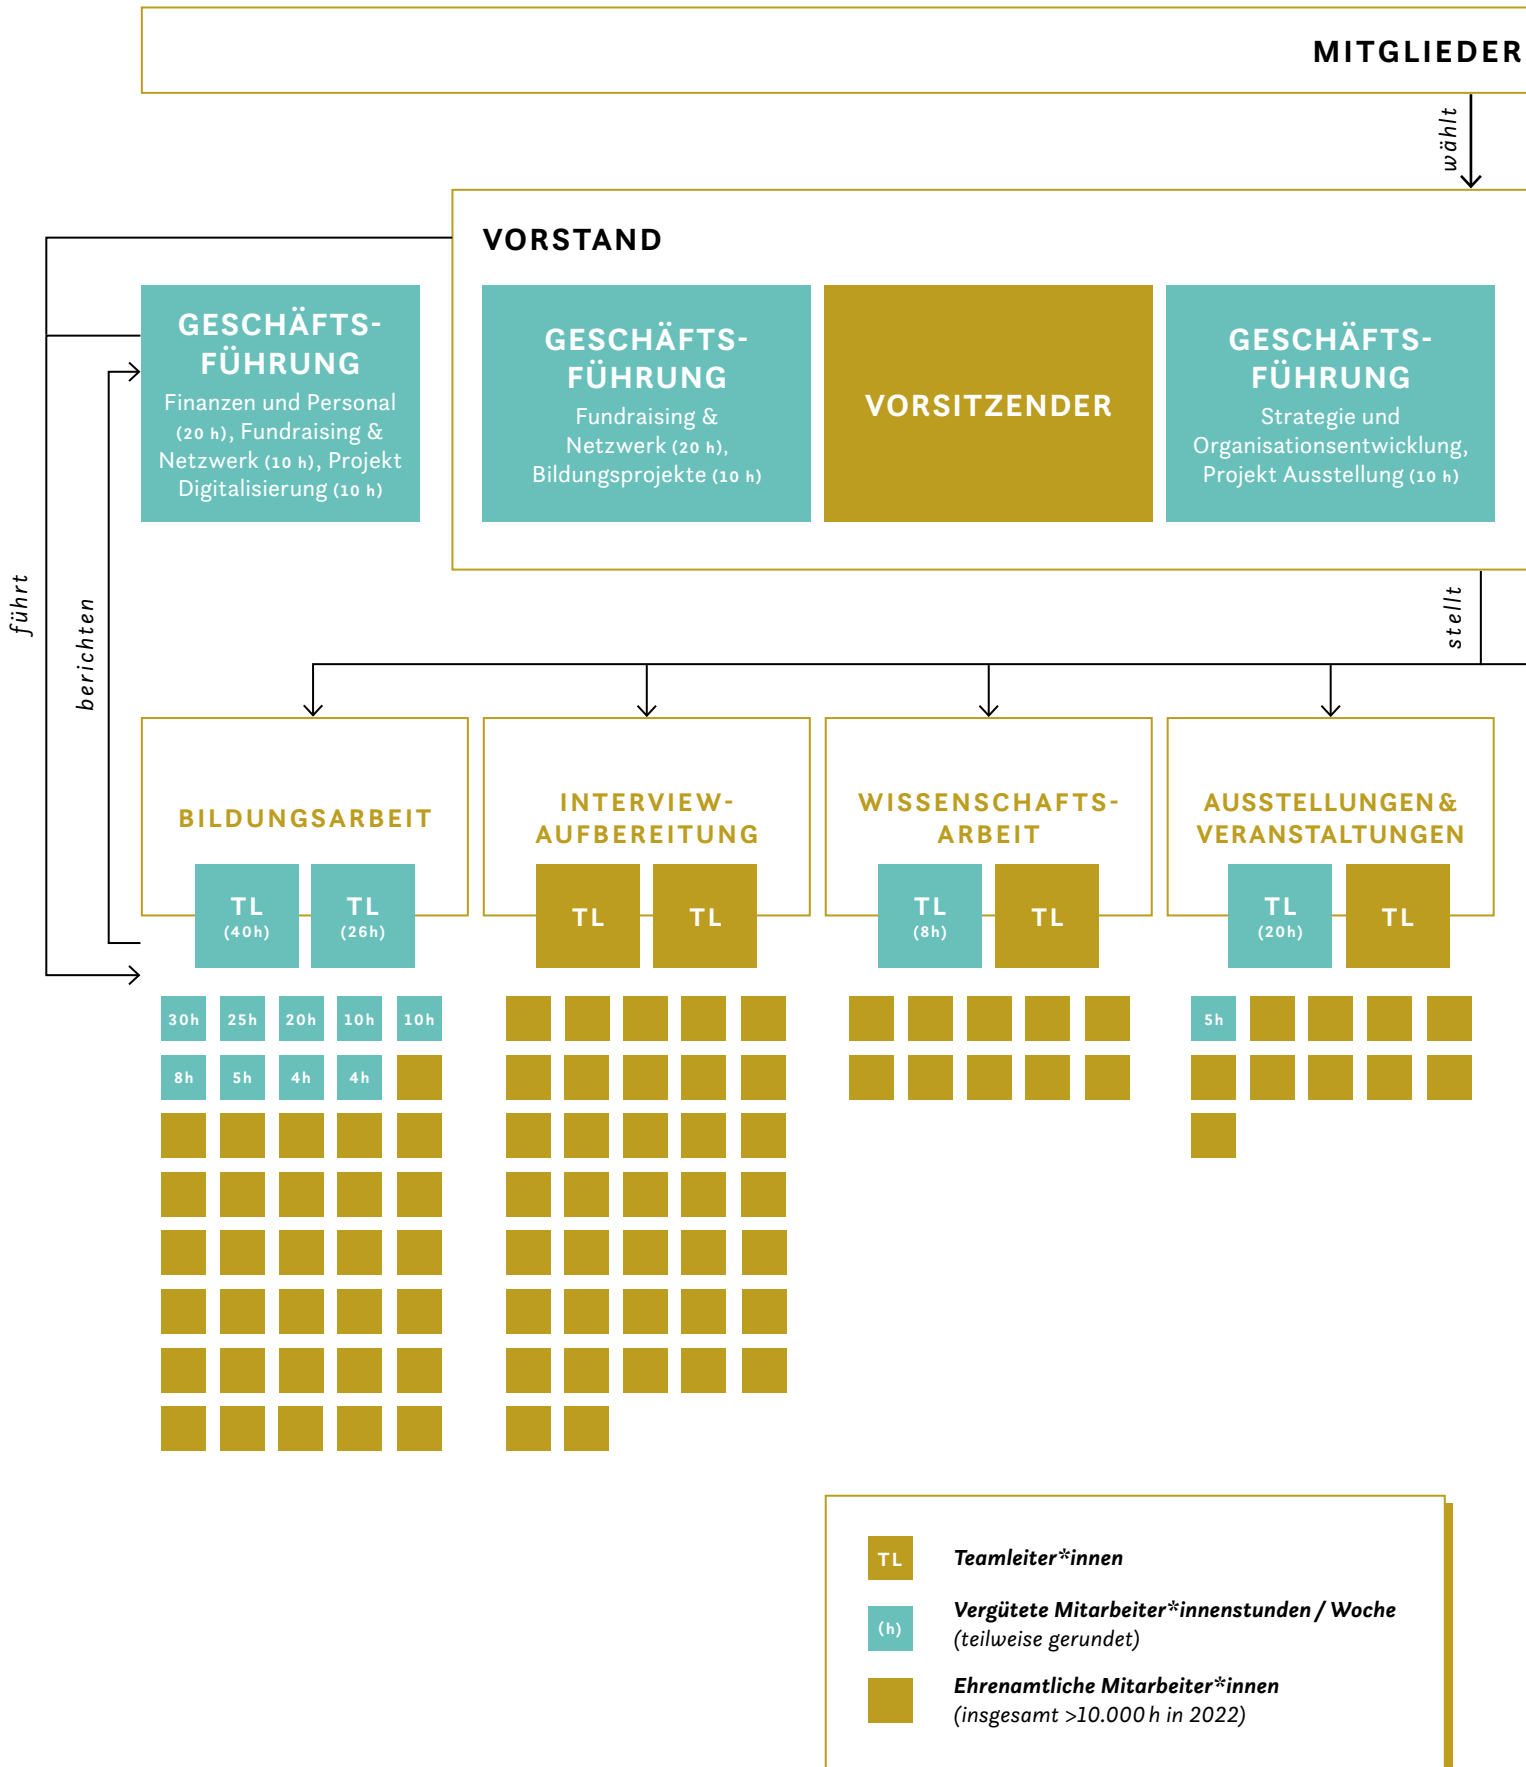 MITGLIEDER
wählt
VORSTAND
GESCHÄFTS-
FÜHRUNG
Finanzen und Personal
(20 h), Fundraising &
Netzwerk (10 h), Projekt
Digitalisierung (10 h)
GESCHÄFTS-
FÜHRUNG
Fundraising &
Netzwerk (20 h),
Bildungsprojekte (10 h)
VORSITZENDER
GESCHÄFTS-
FÜHRUNG
Strategie und
Organisationsentwicklung,
Projekt Ausstellung (10 h)
führt
berichten
stellt
BILDUNGSARBEIT
TL
(40h)
TL
(26h)
INTERVIEW-
AUFBEREITUNG
TL
TL
WISSENSCHAFTS-
ARBEIT
TL
(8h)
TL
AUSSTELLUNGEN &
VERANSTALTUNGEN
TL
(20h)
TL
30h 25h 20h 10h 10h
8h 5h 4h 4h
5h
TL Teamleiter*innen
(h) Vergütete Mitarbeiter*innenstunden / Woche
(teilweise gerundet)
Ehrenamtliche Mitarbeiter*innen
(insgesamt >10.000 h in 2022)